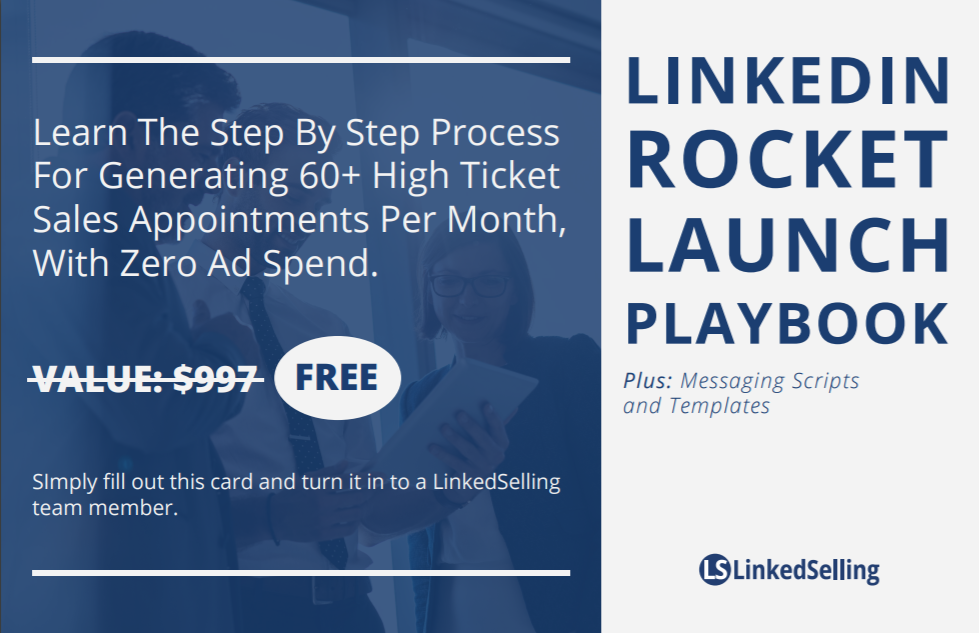 Learn The Step By Step Process
For Generating 60+ High Ticket
Sales Appointments Per Month,
With Zero Ad Spend.
VALUE: $997
FREE
SImply fill out this card and turn it in to a LinkedSelling
team member.
LINKEDIN
ROCKET
LAUNCH
PLAYBOOK
Plus: Messaging Scripts
and Templates
LS LinkedSelling